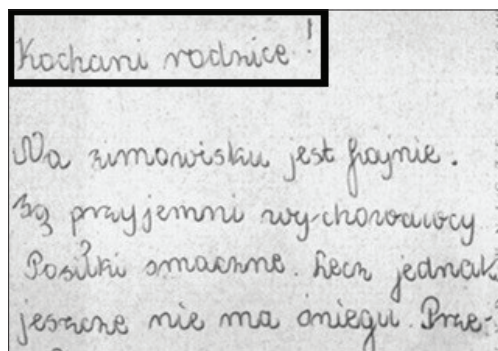 Kochani rodzice!
Na zimowisku jest fajnie.
Są przyjemni wy-chowawcy
Posiłki smaczne. Lecz jednak
jeszcze nie ma śniegu. Prze-